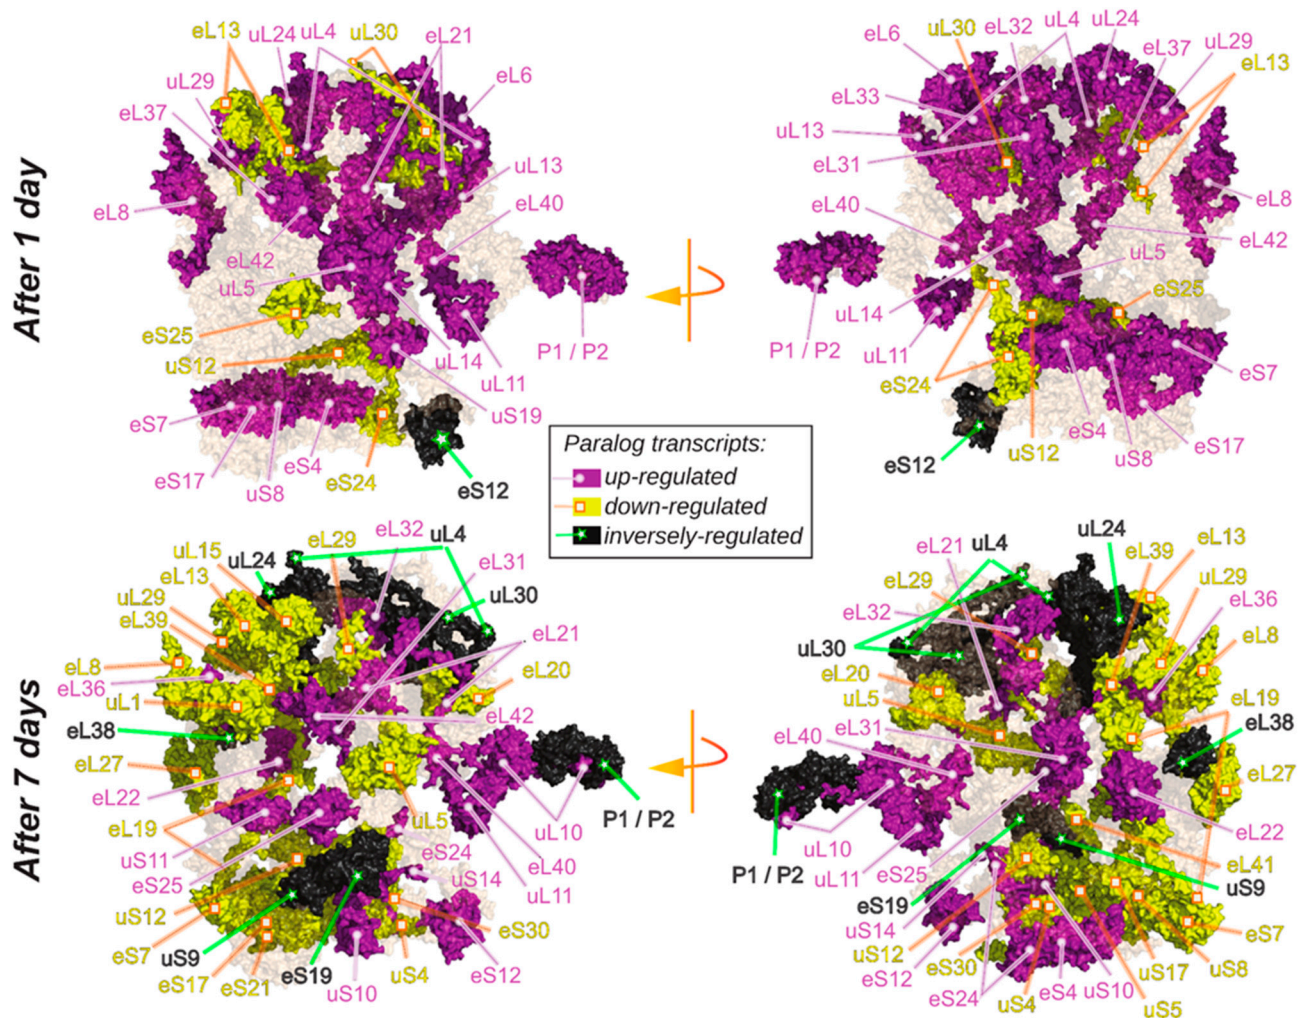 After 1 day
eL13
uL24
uL4
uL30
eL21
uL29
eL6
eL37
uL13
eL8
eL40
eL42
uL5
eS25
uS12
P1 / P2
uL14
uL11
eS7
uS19
eS17
uS8
eS4
eS24
eS12
uL30
eL32
uL4
uL24
eL6
eL37
uL29
eL13
eL33
uL13
eL31
eL8
eL40
eL42
uL5
eS25
uL14
P1 / P2
uL11
eS24
eS7
eS12
uS12
eS4
uS8
eS17
Paralog transcripts:
up-regulated
down-regulated
inversely-regulated
After 7 days
uL15
uL24
eL29
eL32
uL4
eL31
eL13
uL29
uL30
eL39
eL21
eL8
eL36
eL20
uL1
eL42
eL38
eL27
eL22
eL19
uL5
uL10
P1 / P2
uS11
eS24
eL40
eS25
uS14
uL11
uS12
eS7
eS30
uS9
eS17
eS21
eS19
uS10
uS4
eS12
eL21
uL4
uL24
eL39
eL13
eL29
uL29
eL32
eL36
uL30
eL8
eL20
uL5
eL19
eL31
eL38
eL40
eL27
uL10
eL22
P1 / P2
uL11
eS25
eL41
eS19
uS9
uS14
uS12
eS7
eS12
eS30
uS8
eS24
uS4
eS4
uS10
uS17
uS5